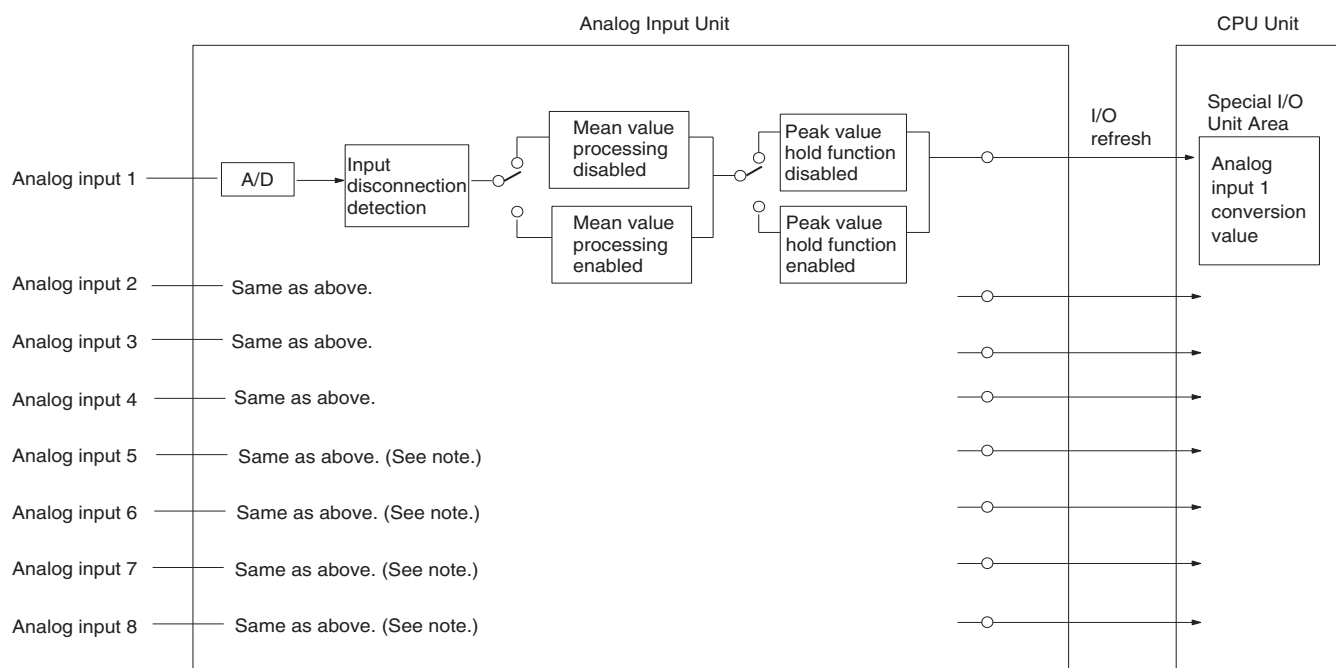 Analog Input Unit
CPU Unit
I/O
refresh
Special I/O
Unit Area
Analog input 1
A/D
Input
disconnection
detection
Mean value
processing
disabled
Mean value
processing
enabled
Peak value
hold function
disabled
Peak value
hold function
enabled
Analog
input 1
conversion
value
Analog input 2
Same as above.
Analog input 3
Same as above.
Analog input 4
Same as above.
Analog input 5
Same as above. (See note.)
Analog input 6
Same as above. (See note.)
Analog input 7
Same as above. (See note.)
Analog input 8
Same as above. (See note.)